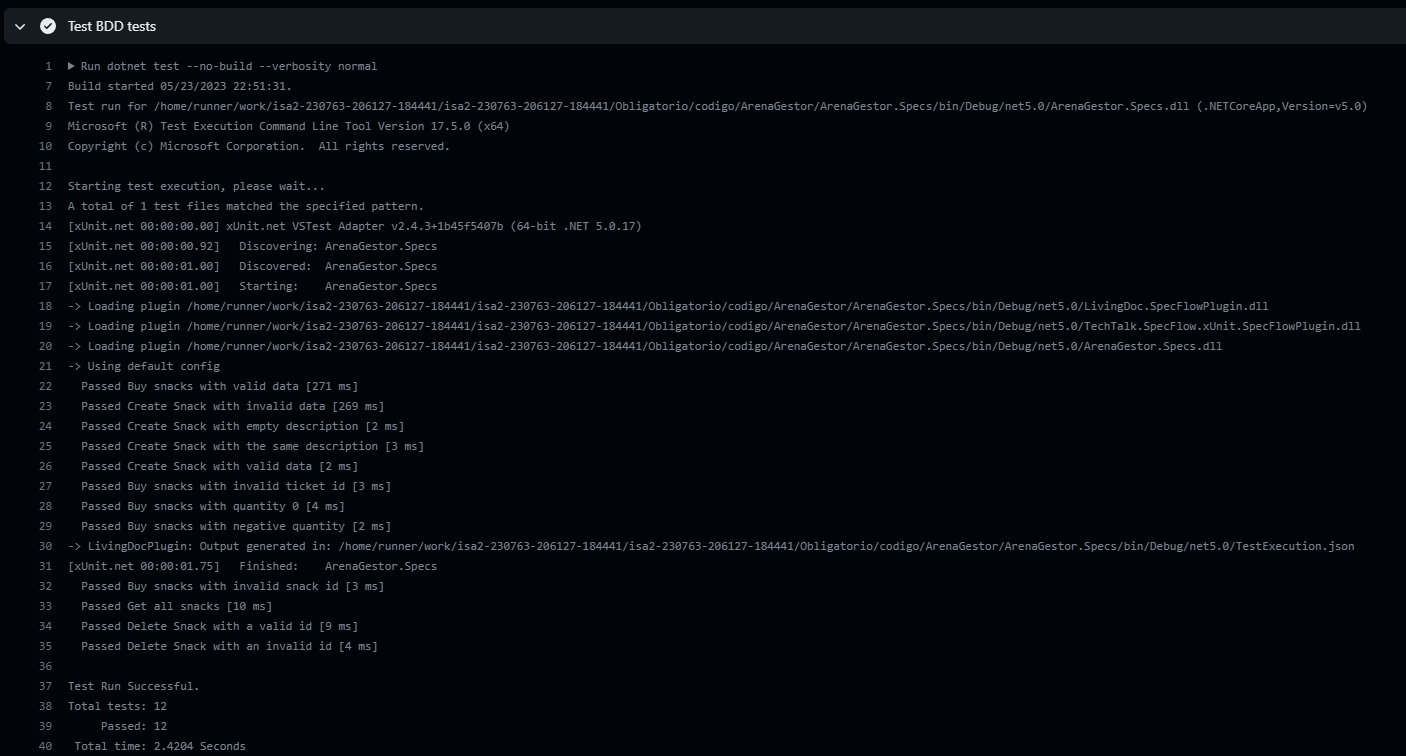 Test BDD tests
1 Run dotnet test --no-build --verbosity normal
7 Build started 05/23/2023 22:51:31.
8 Test run for /home/runner/work/isa2-230763-206127-184441/isa2-230763-206127-184441/Obligatorio/codigo/ArenaGestor/ArenaGestor.Specs/bin/Debug/net5.0/ArenaGestor.Specs.dll (.NETCoreApp,Version=v5.0)
9 Microsoft (R) Test Execution Command Line Tool Version 17.5.0 (x64)
10 Copyright (c) Microsoft Corporation.  All rights reserved.
11
12 Starting test execution, please wait...
13 A total of 1 test files matched the specified pattern.
14 [xUnit.net 00:00:00.00] xUnit.net VSTest Adapter v2.4.3+1b45f5407b (64-bit .NET 5.0.17)
15 [xUnit.net 00:00:00.92]   Discovering: ArenaGestor.Specs
16 [xUnit.net 00:00:01.00]   Discovered:  ArenaGestor.Specs
17 [xUnit.net 00:00:01.00]   Starting:    ArenaGestor.Specs
18 -> Loading plugin /home/runner/work/isa2-230763-206127-184441/isa2-230763-206127-184441/Obligatorio/codigo/ArenaGestor/ArenaGestor.Specs/bin/Debug/net5.0/LivingDoc.SpecFlowPlugin.dll
19 -> Loading plugin /home/runner/work/isa2-230763-206127-184441/isa2-230763-206127-184441/Obligatorio/codigo/ArenaGestor/ArenaGestor.Specs/bin/Debug/net5.0/TechTalk.SpecFlow.xUnit.SpecFlowPlugin.dll
20 -> Loading plugin /home/runner/work/isa2-230763-206127-184441/isa2-230763-206127-184441/Obligatorio/codigo/ArenaGestor/ArenaGestor.Specs/bin/Debug/net5.0/ArenaGestor.Specs.dll
21 -> Using default config
22   Passed Buy snacks with valid data [271 ms]
23   Passed Create Snack with invalid data [269 ms]
24   Passed Create Snack with empty description [2 ms]
25   Passed Create Snack with the same description [3 ms]
26   Passed Create Snack with valid data [2 ms]
27   Passed Buy snacks with invalid ticket id [3 ms]
28   Passed Buy snacks with quantity 0 [4 ms]
29   Passed Buy snacks with negative quantity [2 ms]
30 -> LivingDocPlugin: Output generated in: /home/runner/work/isa2-230763-206127-184441/isa2-230763-206127-184441/Obligatorio/codigo/ArenaGestor/ArenaGestor.Specs/bin/Debug/net5.0/TestExecution.json
31 [xUnit.net 00:00:01.75]   Finished:    ArenaGestor.Specs
32   Passed Buy snacks with invalid snack id [3 ms]
33   Passed Get all snacks [10 ms]
34   Passed Delete Snack with a valid id [9 ms]
35   Passed Delete Snack with an invalid id [4 ms]
36
37 Test Run Successful.
38 Total tests: 12
39      Passed: 12
40  Total time: 2.4204 Seconds